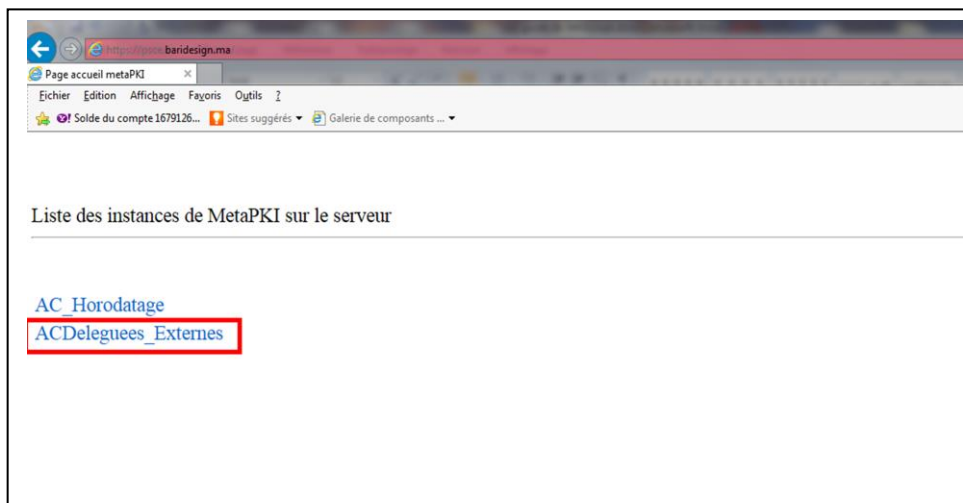 baridesign.ma
Page accueil metaPKI
Fichier Edition Affichage Favoris Outils ?
Solde du compte 1679126... Sites suggérés Galerie de composants ...
Liste des instances de MetaPKI sur le serveur
AC_Horodatage
ACDeleguees_Externes